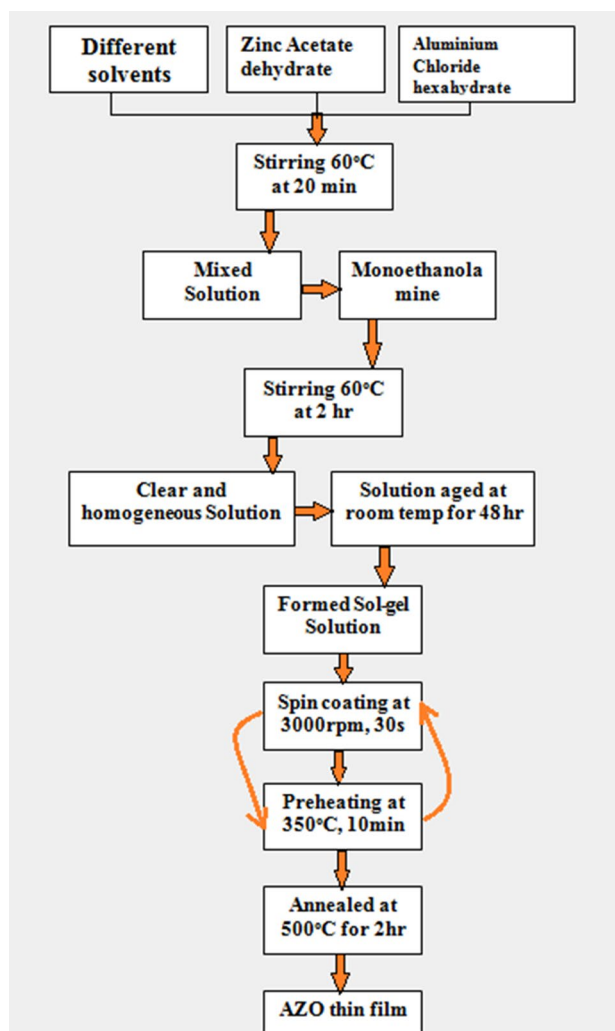 Different
solvents
Zinc Acetate
dehydrate
Aluminium
Chloride
hexahydrate
Stirring 60°C
at 20 min
Mixed
Solution
Monoethanola
mine
Stirring 60°C
at 2 hr
Clear and
homogeneous Solution
Solution aged at
room temp for 48hr
Formed Sol-gel
Solution
Spin coating at
3000rpm, 30s
Preheating at
350°C, 10min
Annealed at
500°C for 2hr
AZO thin film